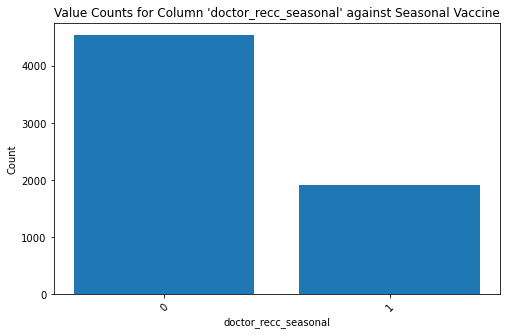 Value Counts for Column 'doctor_recc_seasonal' against Seasonal Vaccine
Count
4000
3000
2000
1000
0
0
1
doctor_recc_seasonal